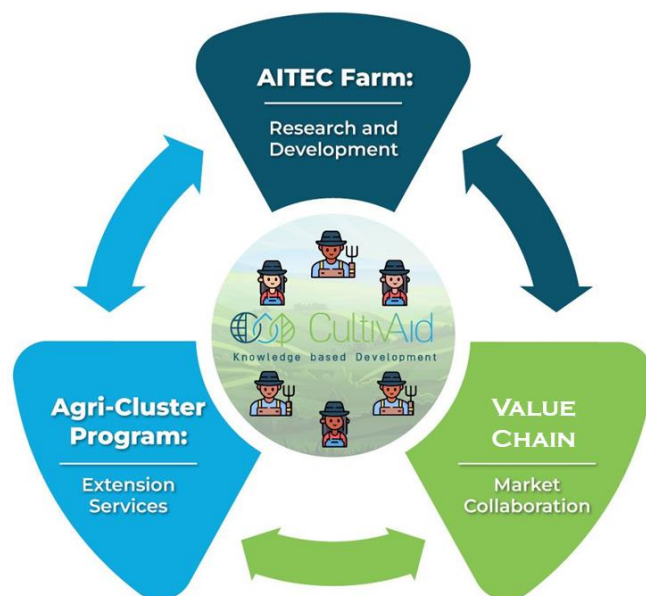 AITEC Farm:
Research and
Development
CultivAid
Knowledge based Development
Agri-Cluster
Program:
Extension
Services
VALUE
CHAIN
Market
Collaboration